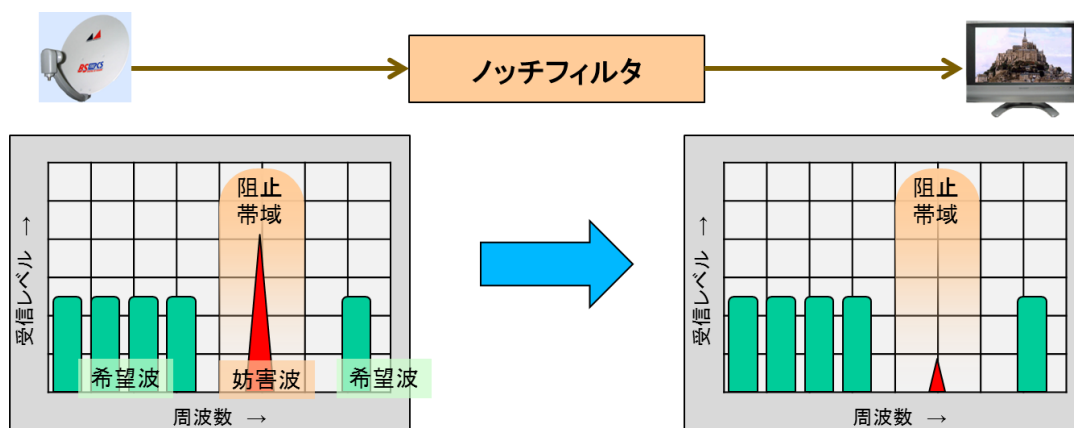 ノッチフィルタ
阻止
帯域
受信レベル →
希望波
妨害波
希望波
周波数 →
阻止
帯域
受信レベル →
周波数 →